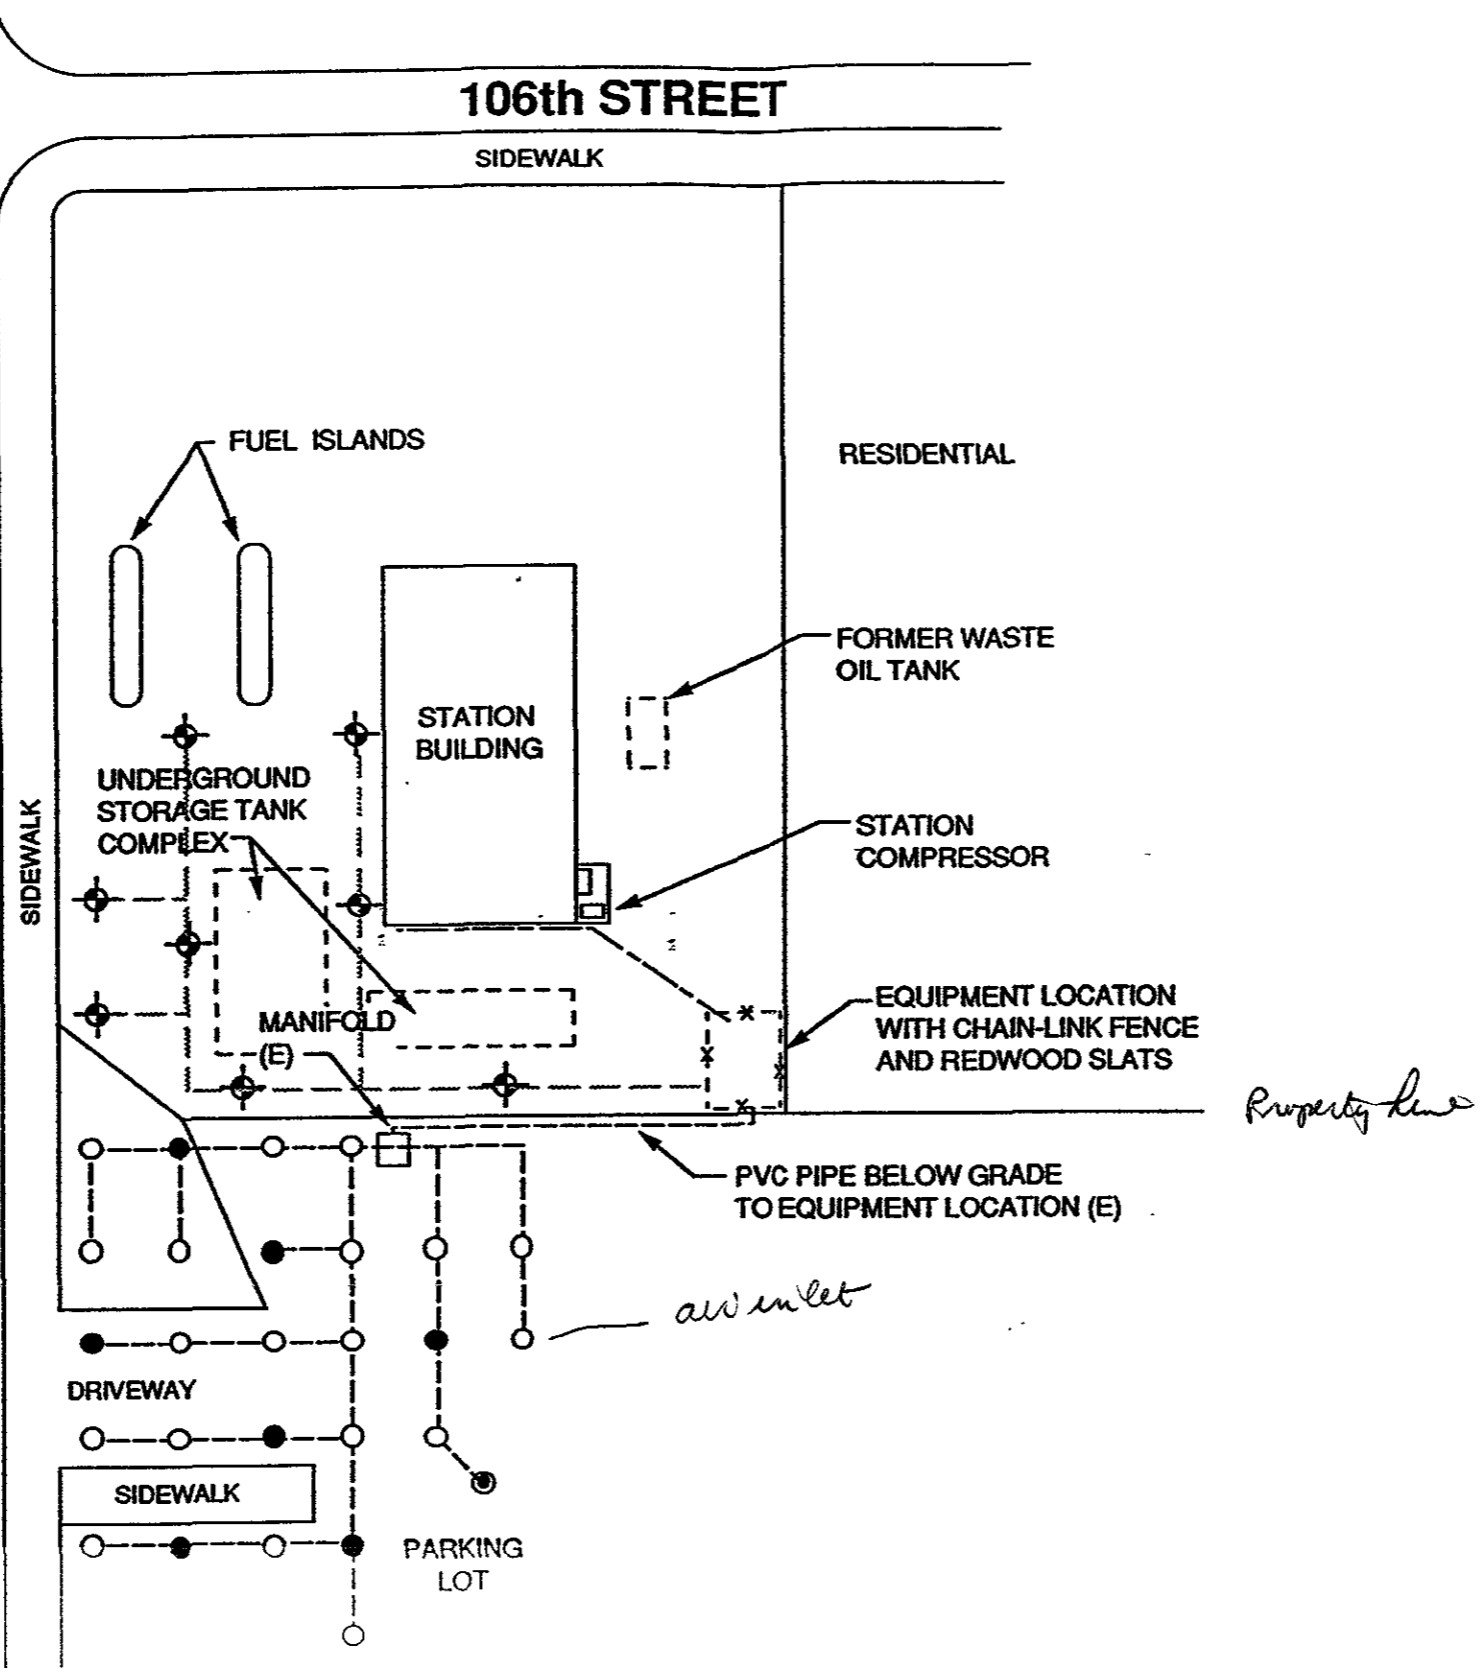 106th STREET
SIDEWALK
FUEL ISLANDS
RESIDENTIAL
FORMER WASTE
OIL TANK
STATION
BUILDING
UNDERGROUND
STORAGE TANK
COMPLEX
SIDEWALK
STATION
COMPRESSOR
EQUIPMENT LOCATION
WITH CHAIN-LINK FENCE
AND REDWOOD SLATS
MANIFOLD
(E)
Property line
PVC PIPE BELOW GRADE
TO EQUIPMENT LOCATION (E)
air inlet
DRIVEWAY
SIDEWALK
PARKING
LOT